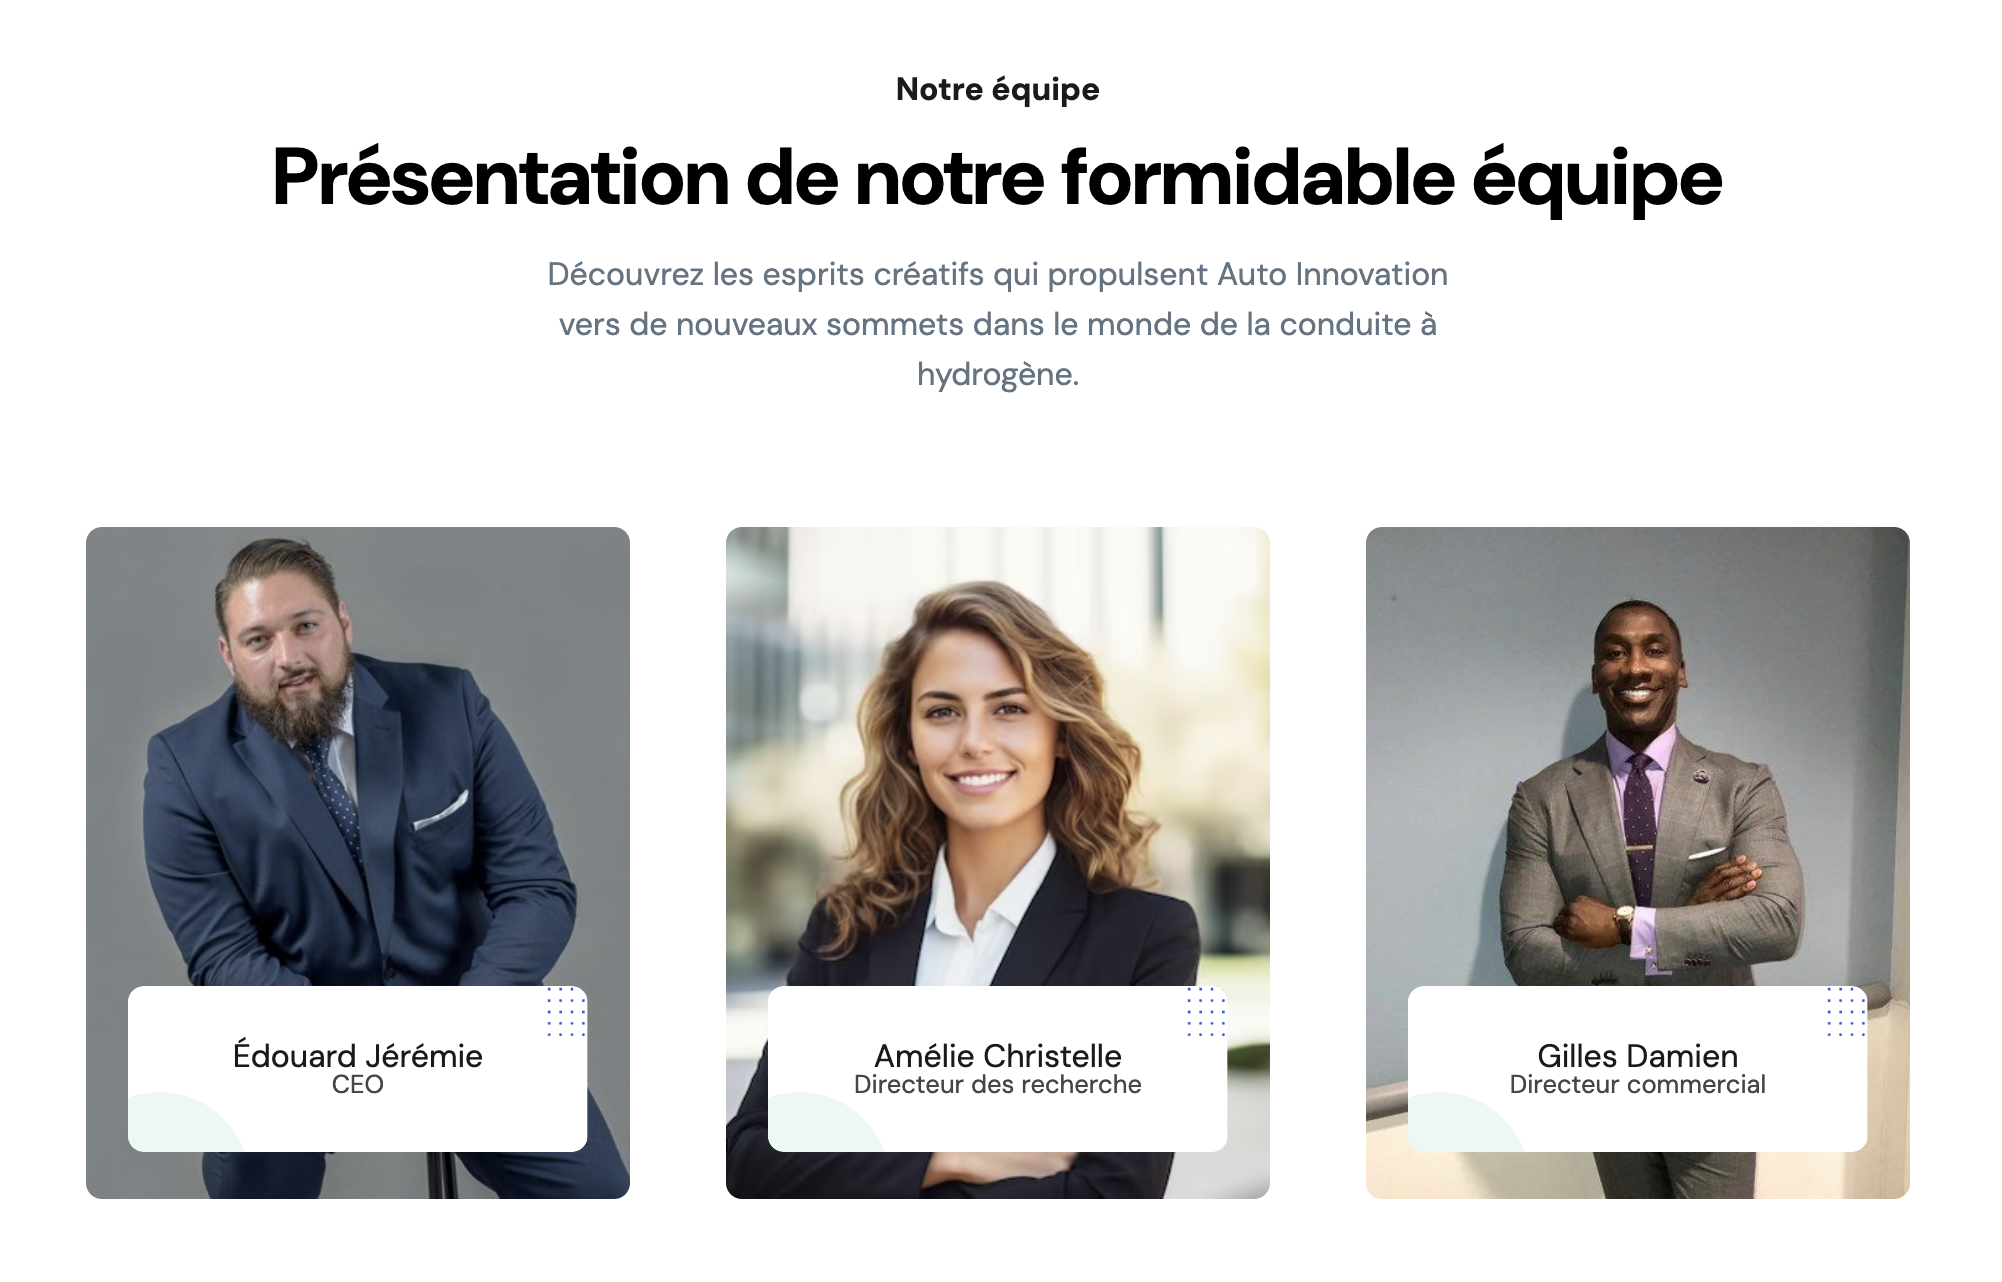 Notre équipe
Présentation de notre formidable équipe
Découvrez les esprits créatifs qui propulsent Auto Innovation
vers de nouveaux sommets dans le monde de la conduite à
hydrogène.
Édouard Jérémie
CEO
Amélie Christelle
Directeur des recherche
Gilles Damien
Directeur commercial